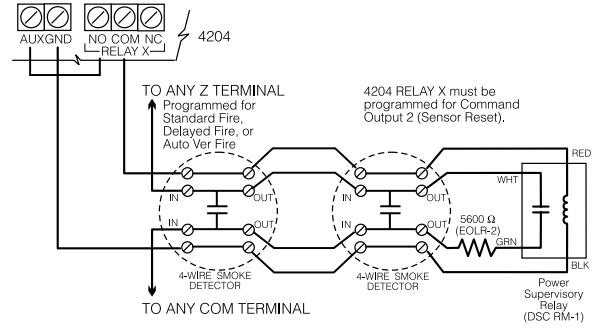 AUX GND
NO COM NC
RELAY X
4204
TO ANY Z TERMINAL
Programmed for
Standard Fire,
Delayed Fire, or
Auto Ver Fire
4204 RELAY X must be
programmed for Command
Output 2 (Sensor Reset).
RED
WHT
IN
OUT
IN
OUT
IN
OUT
IN
OUT
5600 Ω
(EOLR-2)
GRN
BLK
4-WIRE SMOKE
DETECTOR
4-WIRE SMOKE
DETECTOR
Power
Supervisory
Relay
(DSC RM-1)
TO ANY COM TERMINAL